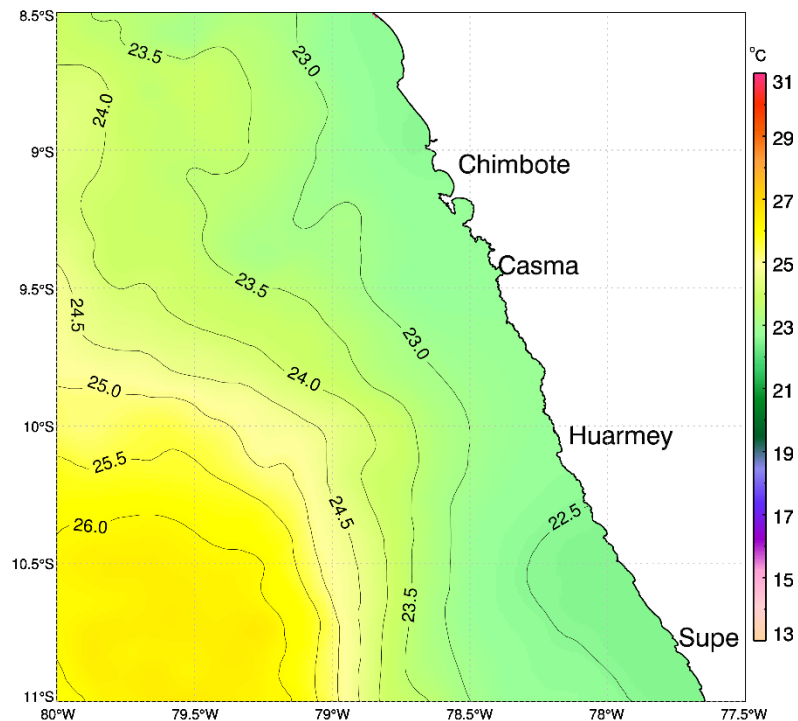 8.5°S
9°S
9.5°S
10°S
10.5°S
11°S
80°W
79.5°W
79°W
78.5°W
78°W
77.5°W
23.5
23.0
24.0
23.5
24.5
23.0
24.0
25.0
25.5
24.5
26.0
22.5
23.5
Chimbote
Casma
Huarmey
Supe
°C
31
29
27
25
23
21
19
17
15
13